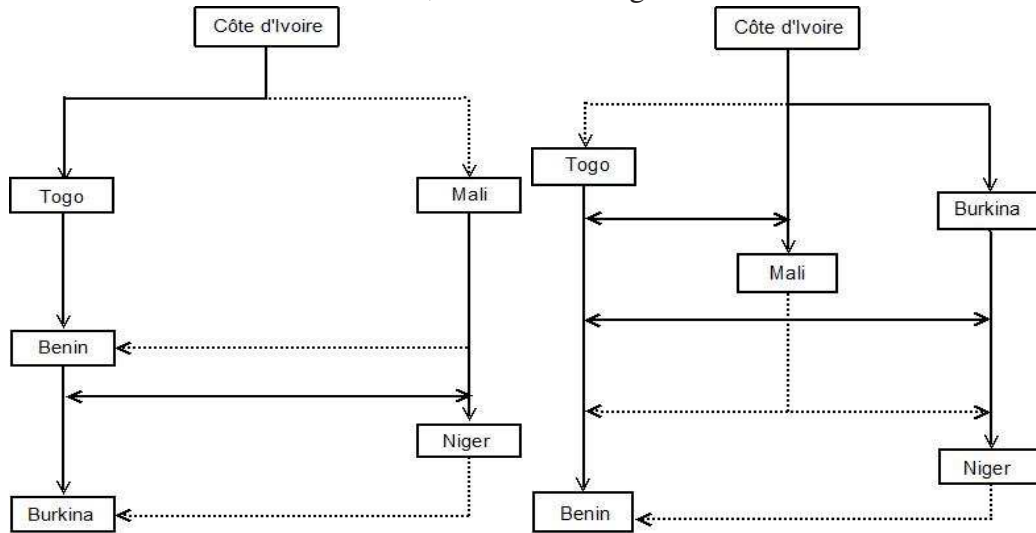 Côte d'Ivoire
Togo
Mali
Benin
Niger
Burkina
Côte d'Ivoire
Togo
Burkina
Mali
Niger
Benin